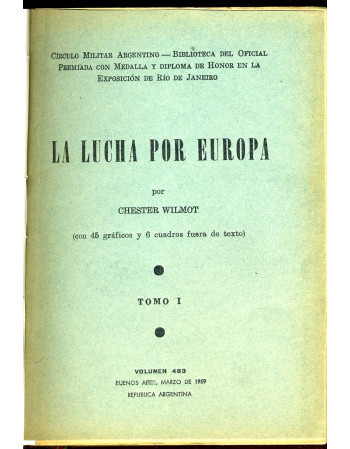 Círculo Militar Argentino — Biblioteca del Oficial
Premiada con Medalla y diploma de Honor en la
Exposición de Río de Janeiro
LA LUCHA POR EUROPA
por
CHESTER WILMOT
(con 45 gráficos y 6 cuadros fuera de texto)
TOMO I
VOLUMEN 483
BUENOS AIRES, MARZO DE 1959
REPUBLICA ARGENTINA